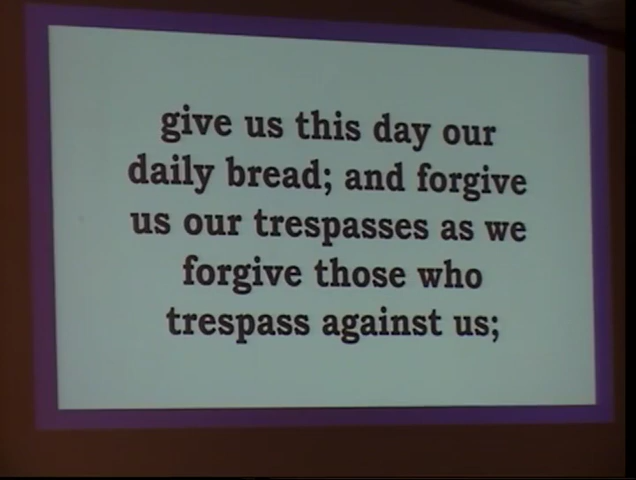 give us this day our
daily bread; and forgive
us our trespasses as we
forgive those who
trespass against us;